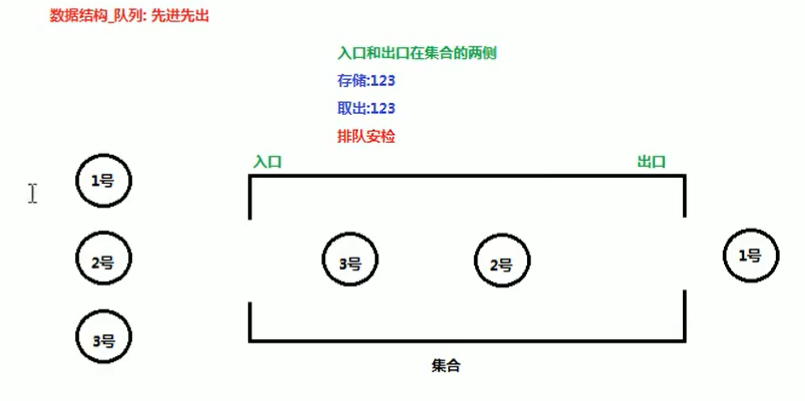 数据结构_队列: 先进先出
入口和出口在集合的两侧
存储:123
取出:123
排队安检
入口
出口
1号
2号
3号
3号
2号
1号
集合